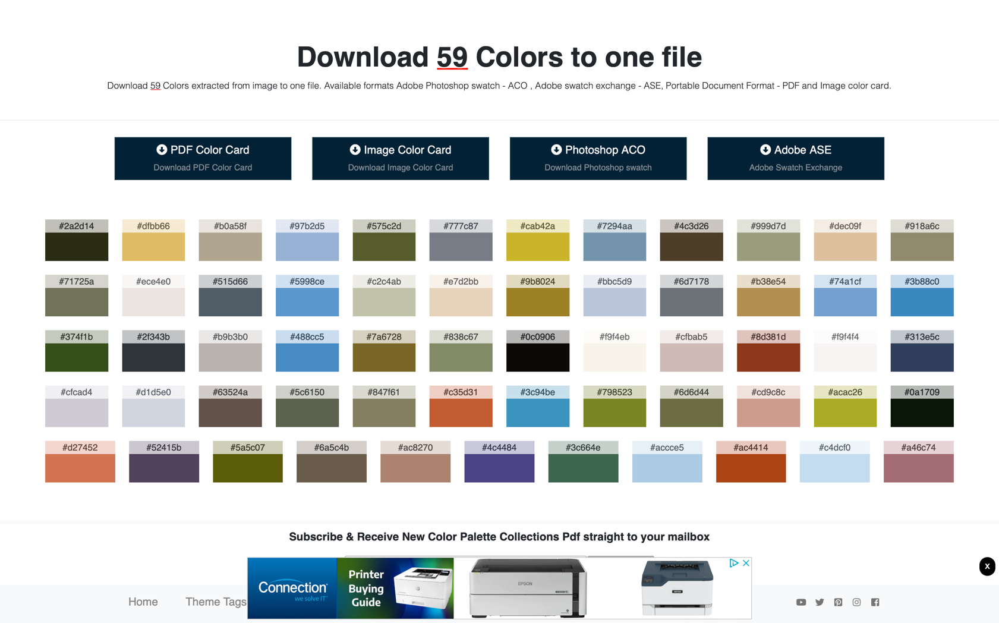 Download 59 Colors to one file
Download 59 Colors extracted from image to one file. Available formats Adobe Photoshop swatch - ACO , Adobe swatch exchange - ASE, Portable Document Format - PDF and Image color card.
PDF Color Card
Download PDF Color Card
Image Color Card
Download Image Color Card
Photoshop ACO
Download Photoshop swatch
Adobe ASE
Adobe Swatch Exchange
#2a2d14 #dfbb66 #b0a58f #97b2d5 #575c2d #777c87 #cab42a #7294aa #4c3d26 #999d7d #dec09f #918a6c
#71725a #ece4e0 #515d66 #5998ce #c2c4ab #e7d2bb #9b8024 #bbc5d9 #6d7178 #b38e54 #74a1cf #3b88c0
#374f1b #2f343b #b9b3b0 #488cc5 #7a6728 #838c67 #0c0906 #f9f4eb #cfbab5 #8d381d #f9f4f4 #313e5c
#cfcad4 #d1d5e0 #63524a #5c6150 #847f61 #c35d31 #3c94be #798523 #6d6d44 #cd9c8c #acac26 #0a1709
#d27452 #52415b #5a5c07 #6a5c4b #ac8270 #4c4484 #3c664e #accce5 #ac4414 #c4dcf0 #a46c74
Subscribe & Receive New Color Palette Collections Pdf straight to your mailbox
Connection
we solve IT
Printer
Buying
Guide
EPSON
xerox
X
Home Theme Tags